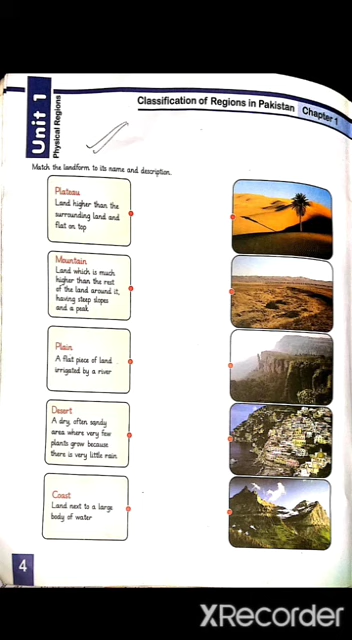 Unit 1
Physical Regions
Classification of Regions in Pakistan
Chapter 1
Match the landform to its name and description.
Plateau
Land higher than the
surrounding land and
flat on top
Mountain
Land which is much
higher than the rest
of the land around it,
having steep slopes
and a peak
Plain
A flat piece of land
irrigated by a river
Desert
A dry, often sandy
area where very few
plants grow because
there is very little rain
Coast
Land next to a large
body of water
4
XRecorder